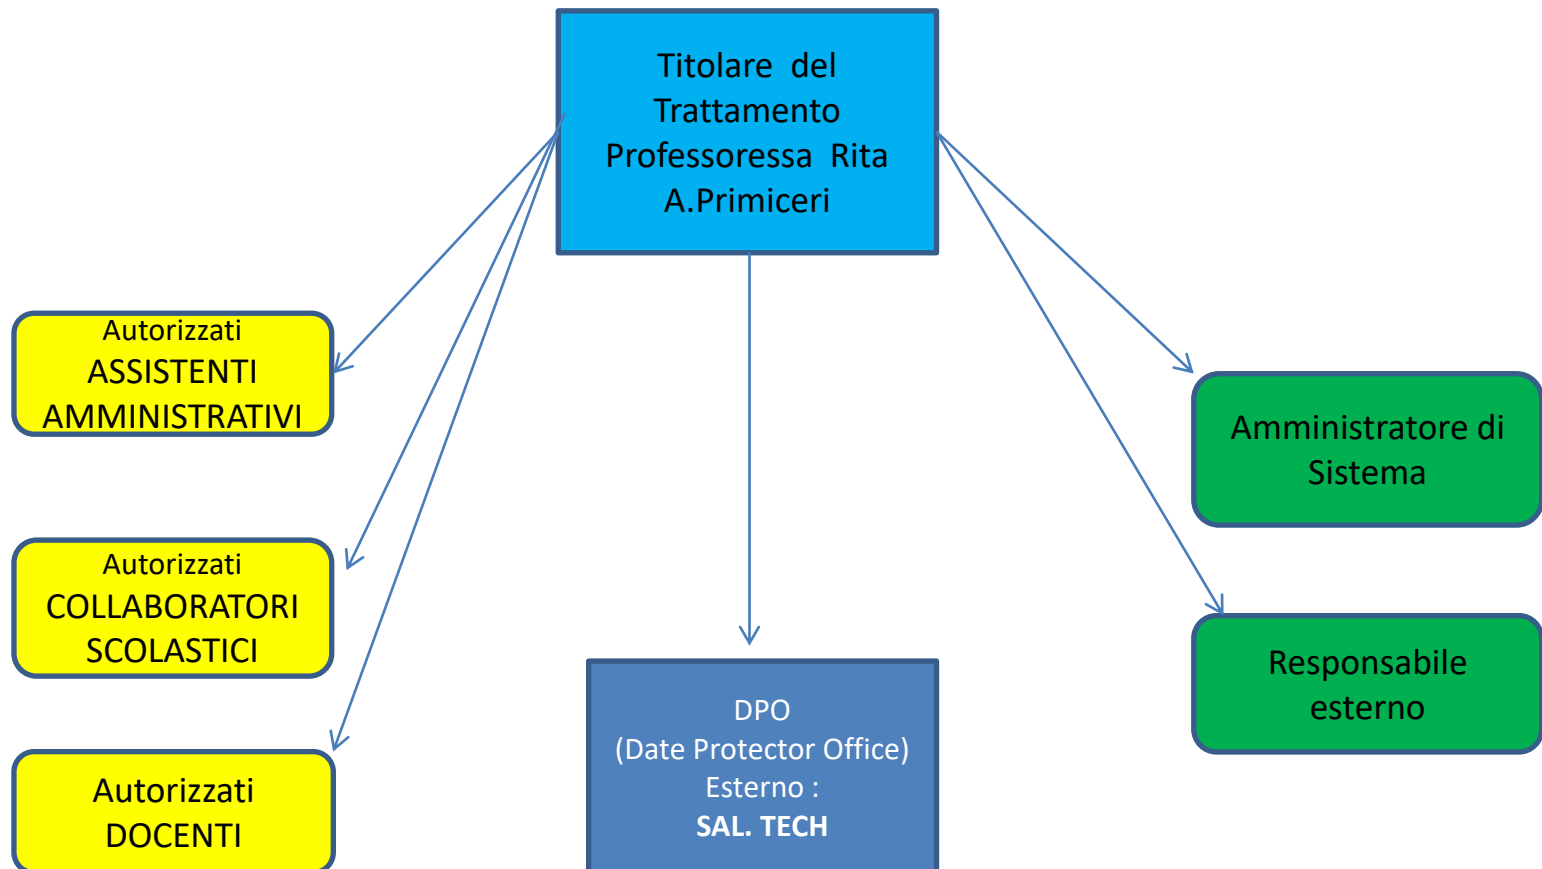 Titolare del
Trattamento
Professoressa Rita
A.Primiceri
Autorizzati
ASSISTENTI
AMMINISTRATIVI
Autorizzati
COLLABORATORI
SCOLASTICI
Autorizzati
DOCENTI
DPO
(Date Protector Office)
Esterno :
SAL. TECH
Amministratore di
Sistema
Responsabile
esterno